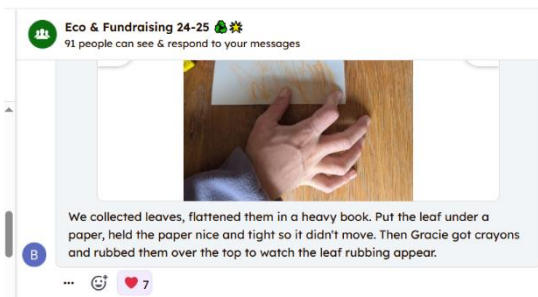 Eco & Fundraising 24-25
91 people can see & respond to your messages
We collected leaves, flattened them in a heavy book. Put the leaf under a
paper, held the paper nice and tight so it didn't move. Then Gracie got crayons
and rubbed them over the top to watch the leaf rubbing appear.
B
7